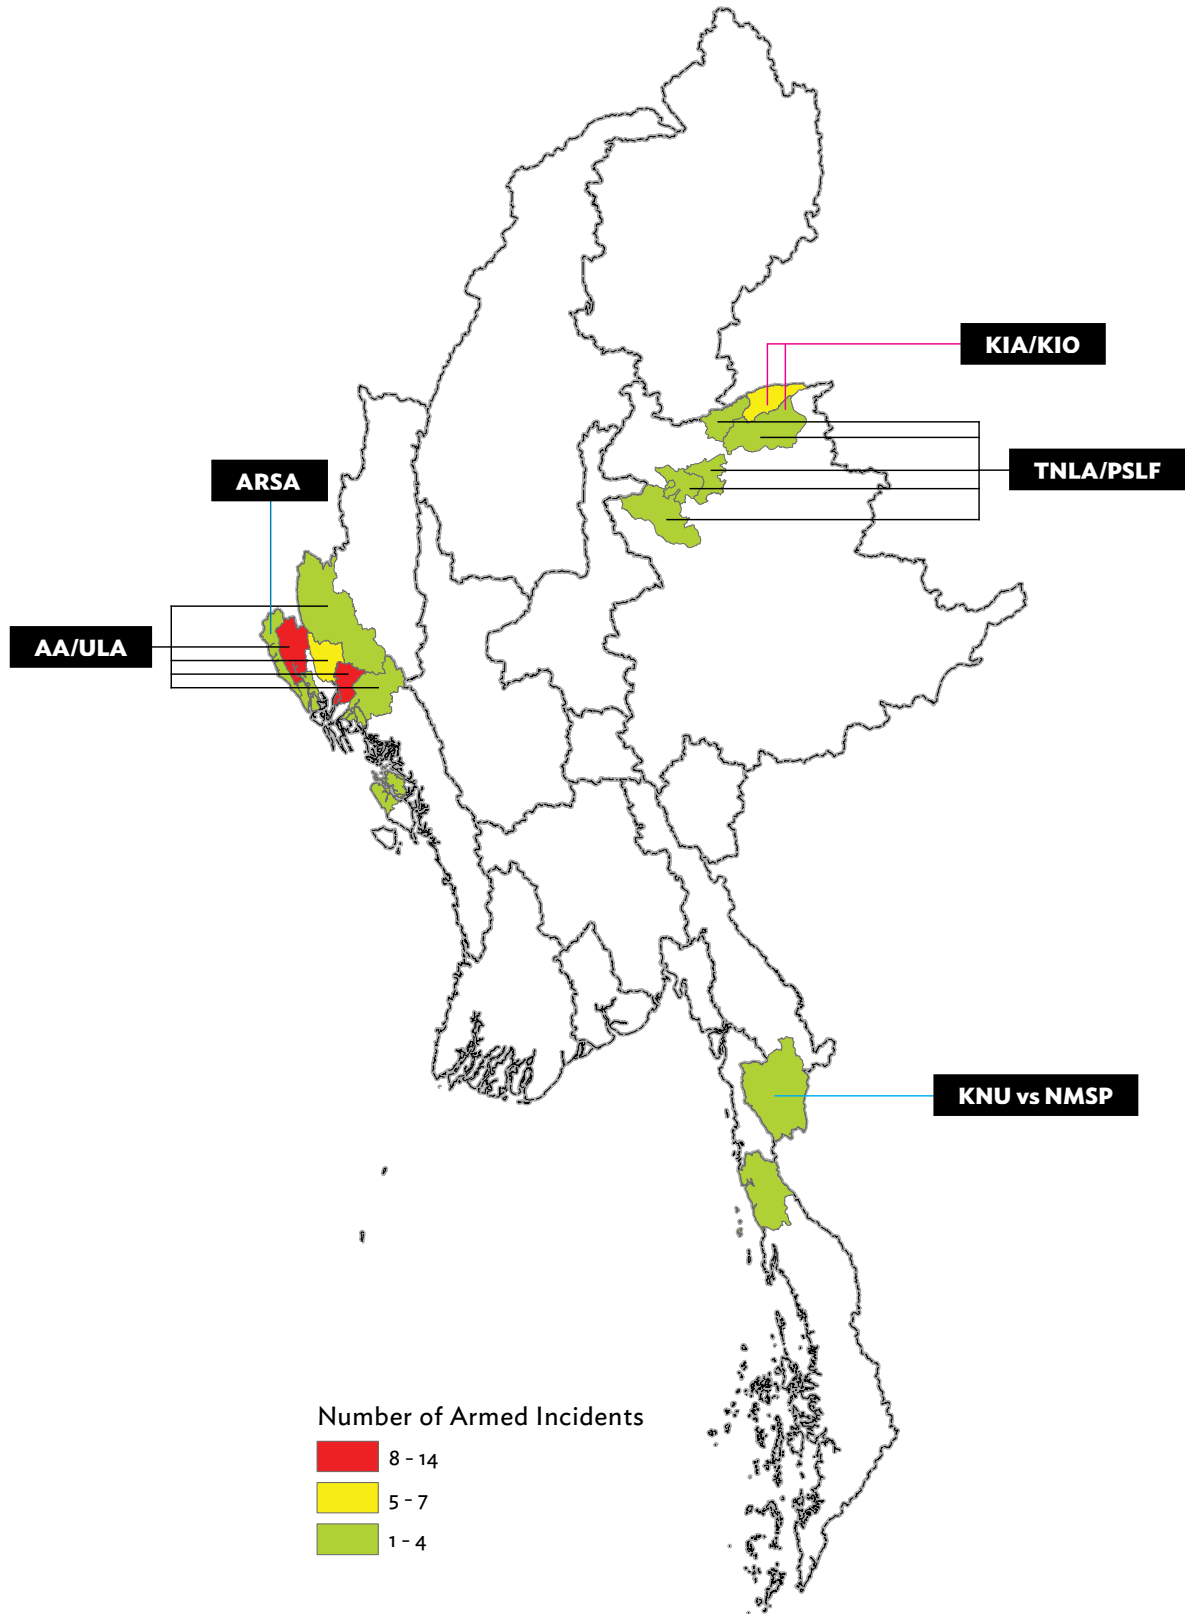 KIA/KIO
TNLA/PSLF
ARSA
AA/ULA
KNU vs NMSP
Number of Armed Incidents
8 - 14
5 - 7
1 - 4